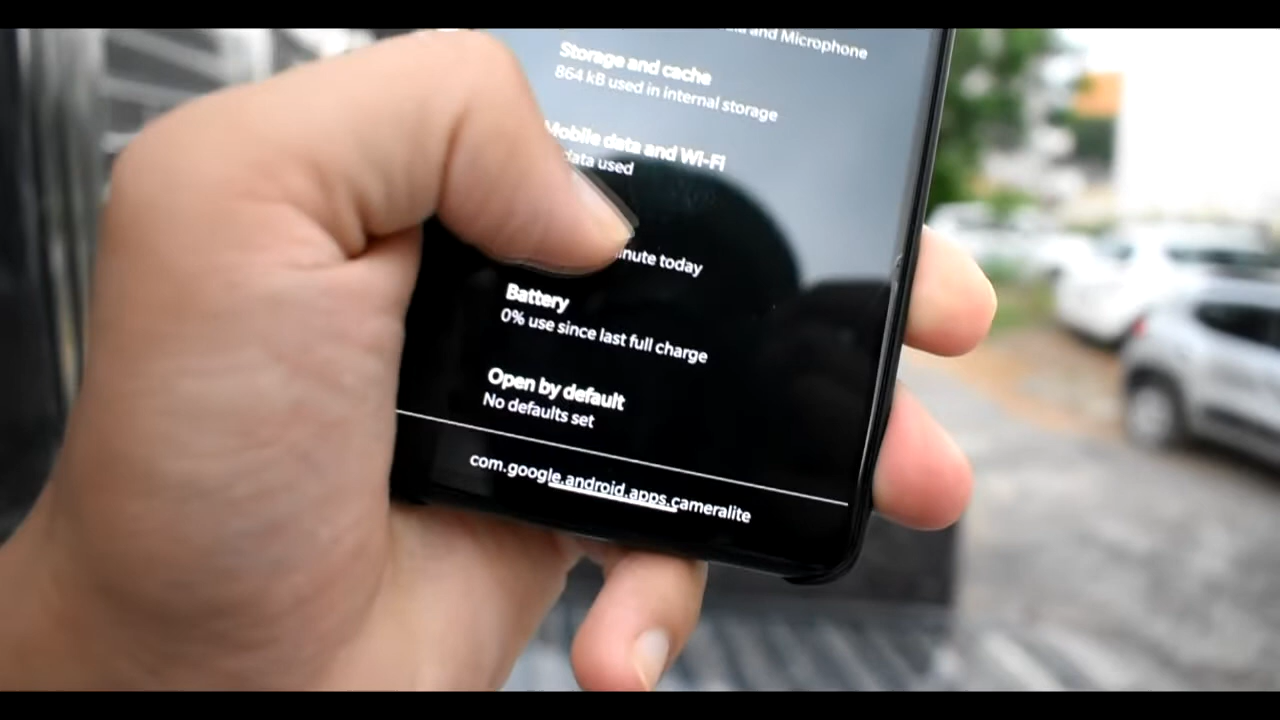 and Microphone
Storage and cache
864 kB used in internal storage
Mobile data and Wi-Fi
data used
today
Battery
0% use since last full charge
Open by default
No defaults set
com.google.android.apps.cameralite